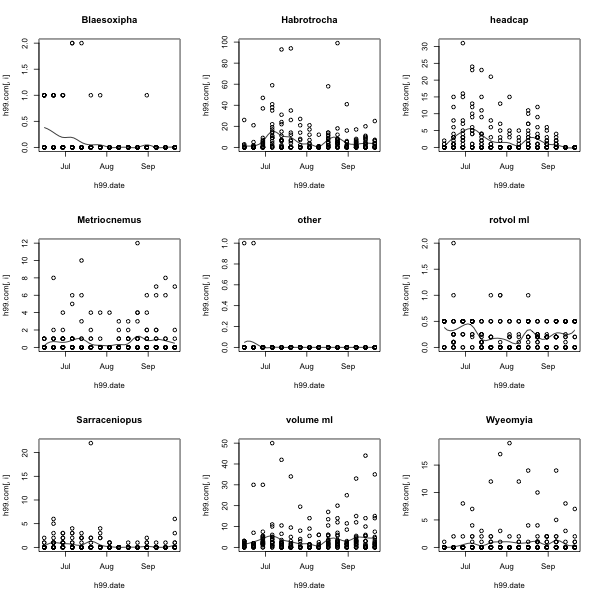 Blaesoxipha
Habrotrocha
headcap
h99.com[, i]
0.0 0.5 1.0 1.5 2.0
Jul Aug Sep
h99.date
h99.com[, i]
0 20 40 60 80 100
Jul Aug Sep
h99.date
h99.com[, i]
0 5 10 15 20 25 30
Jul Aug Sep
h99.date
Metriocnemus
other
rotvol ml
h99.com[, i]
0 2 4 6 8 10 12
Jul Aug Sep
h99.date
h99.com[, i]
0.0 0.2 0.4 0.6 0.8 1.0
Jul Aug Sep
h99.date
h99.com[, i]
0.0 0.5 1.0 1.5 2.0
Jul Aug Sep
h99.date
Sarraceniopus
volume ml
Wyeomyia
h99.com[, i]
0 5 10 15 20
Jul Aug Sep
h99.date
h99.com[, i]
0 10 20 30 40 50
Jul Aug Sep
h99.date
h99.com[, i]
0 5 10 15
Jul Aug Sep
h99.date